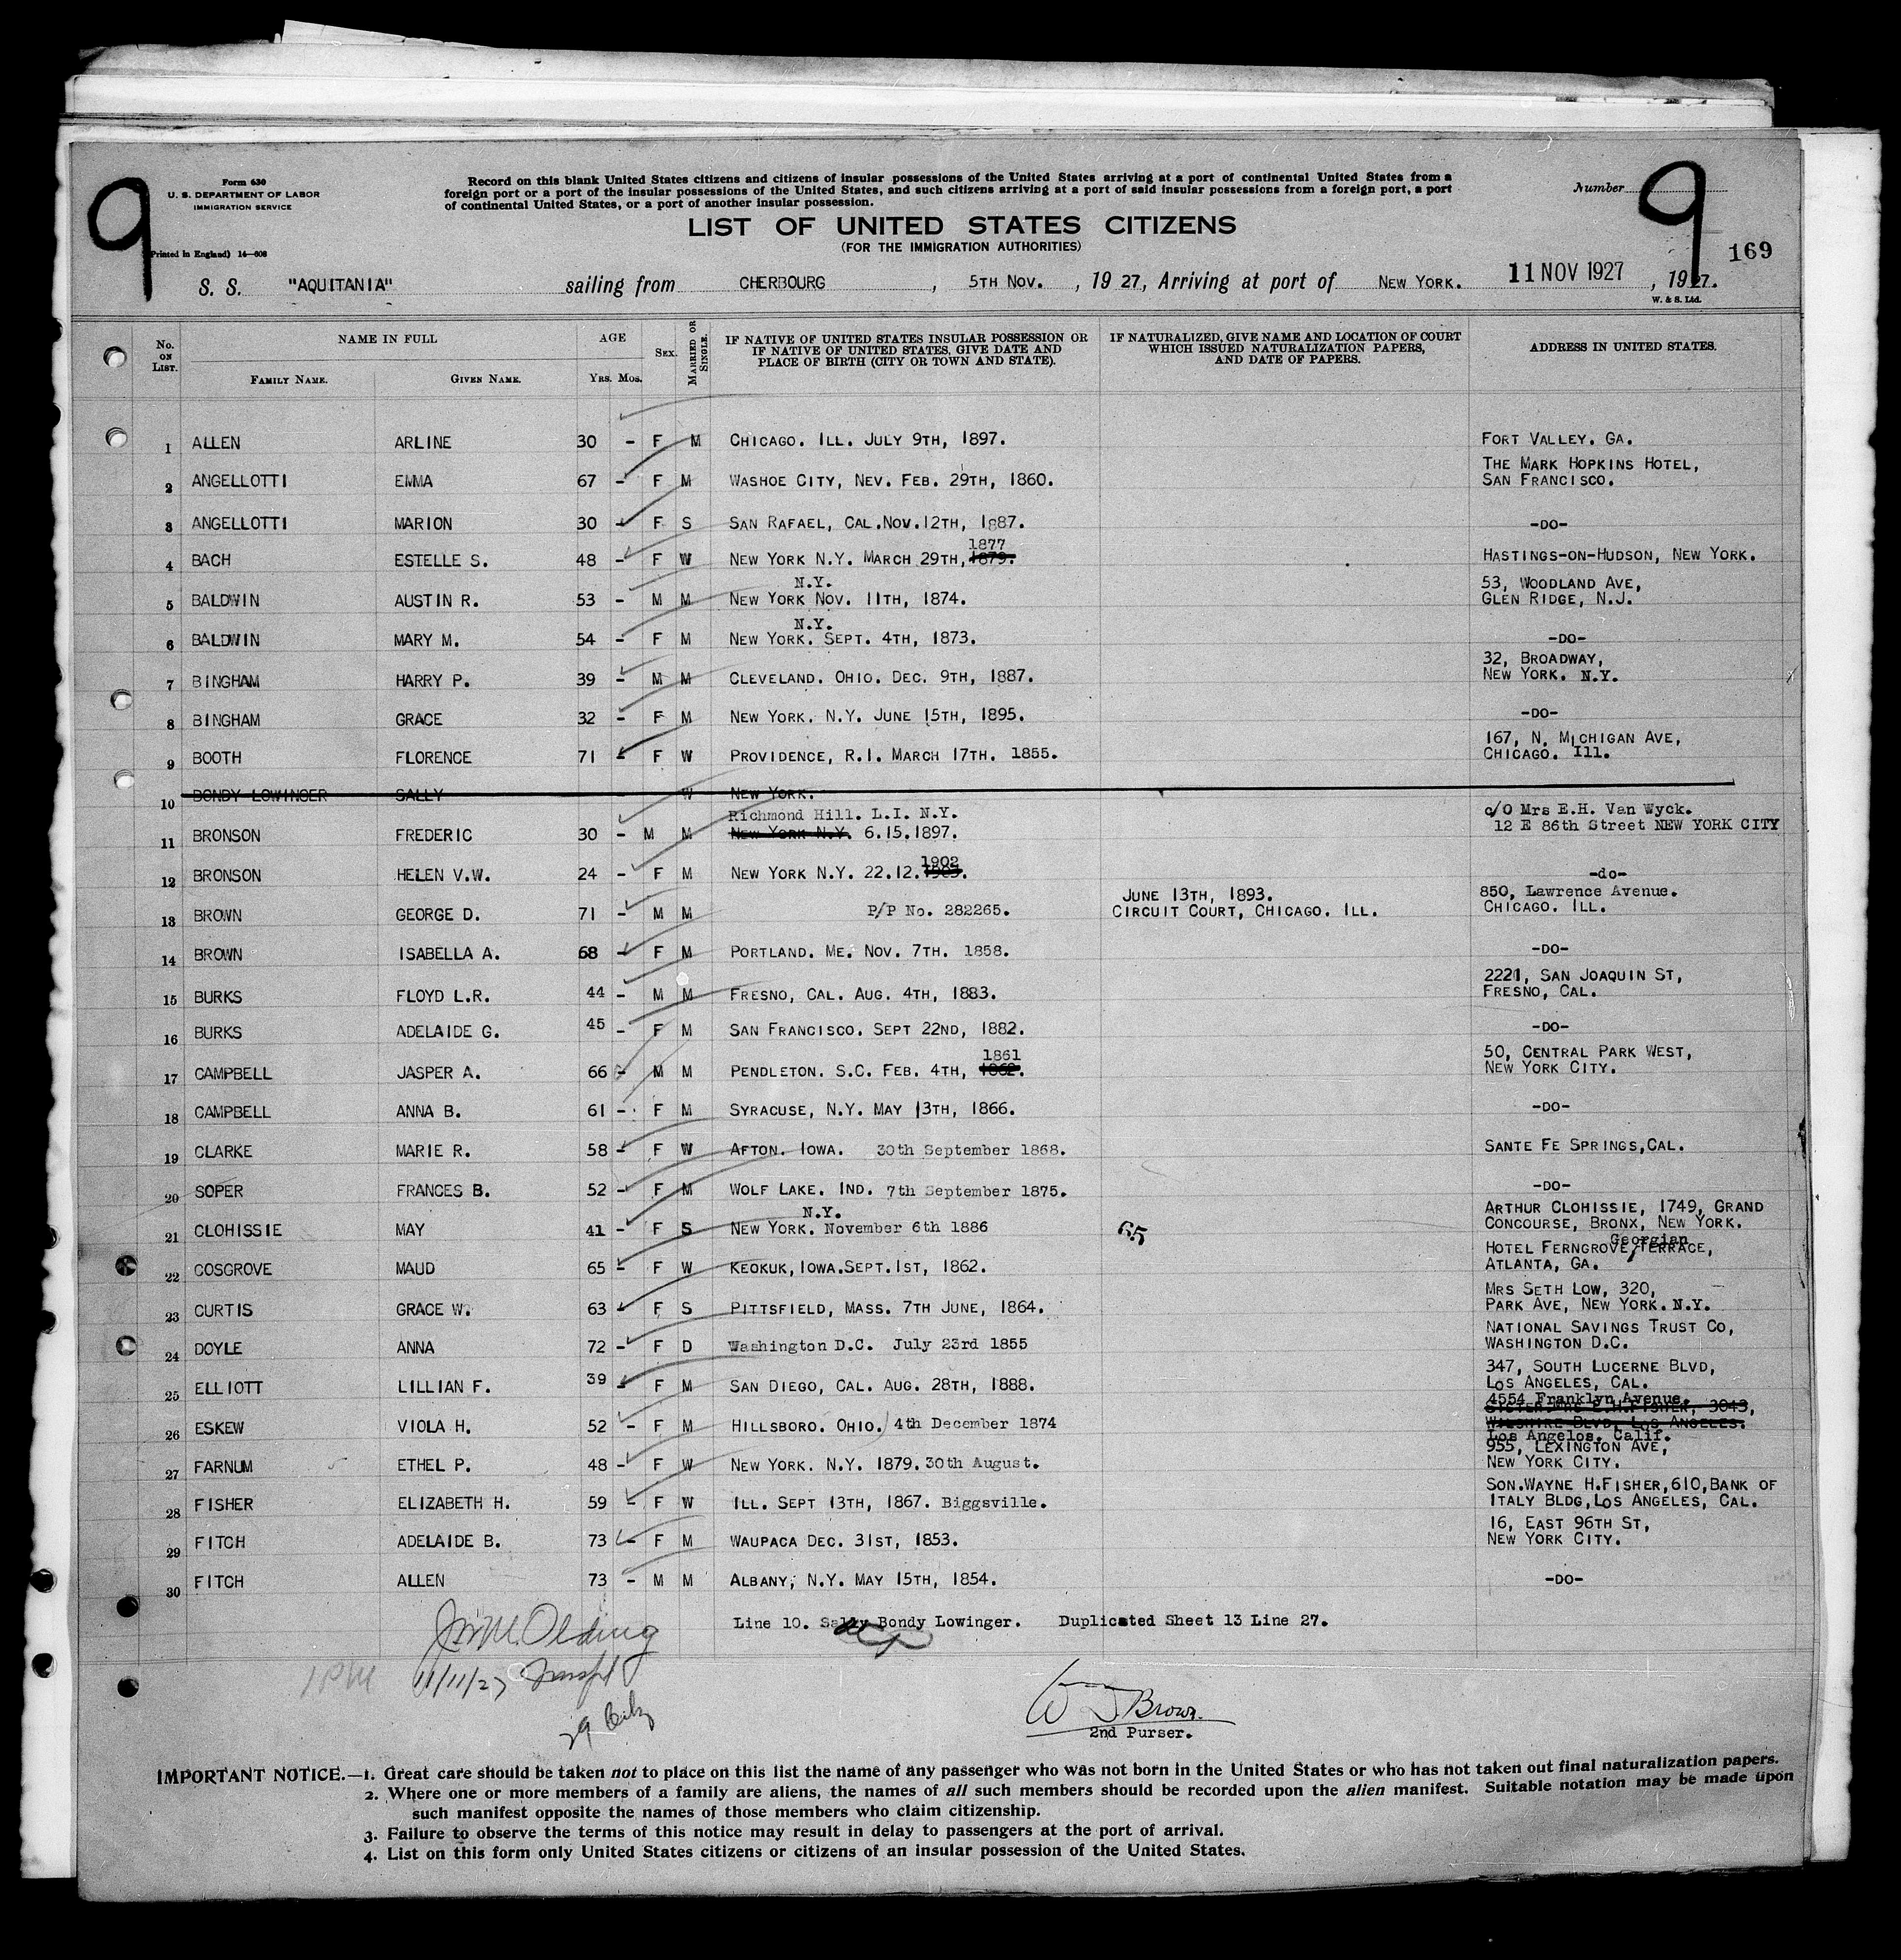 9
Form 630
U. S. DEPARTMENT OF LABOR
IMMIGRATION SERVICE
(Printed in England) 14—608
Record on this blank United States citizens and citizens of insular possessions of the United States arriving at a port of continental United States from a
foreign port or a port of the insular possessions of the United States, and such citizens arriving at a port of said insular possessions from a foreign port, a port
of continental United States, or a port of another insular possession.
Number 9
169
LIST OF UNITED STATES CITIZENS
(FOR THE IMMIGRATION AUTHORITIES)
S. S. "AQUITANIA" sailing from CHERBOURG, 5TH NOV., 19 27, Arriving at port of NEW YORK. 11 NOV 1927, 1927.
W. & S. Ltd.
No. ON LIST.
NAME IN FULL
FAMILY NAME. GIVEN NAME.
AGE
YRS. MOS.
SEX.
MARRIED OR SINGLE.
IF NATIVE OF UNITED STATES INSULAR POSSESSION OR
IF NATIVE OF UNITED STATES, GIVE DATE AND
PLACE OF BIRTH (CITY OR TOWN AND STATE).
IF NATURALIZED, GIVE NAME AND LOCATION OF COURT
WHICH ISSUED NATURALIZATION PAPERS,
AND DATE OF PAPERS.
ADDRESS IN UNITED STATES.
1 ALLEN ARLINE 30 - F M CHICAGO. ILL. JULY 9TH, 1897. FORT VALLEY. GA.
THE MARK HOPKINS HOTEL,
2 ANGELLOTTI EMMA 67 - F M WASHOE CITY, NEV. FEB. 29TH, 1860. SAN FRANCISCO.
3 ANGELLOTTI MARION 30 - F S SAN RAFAEL, CAL.NOV.12TH, 1887. -DO-
1877
4 BACH ESTELLE S. 48 - F W NEW YORK N.Y. MARCH 29TH, 1879. HASTINGS-ON-HUDSON, NEW YORK.
N.Y. 53, WOODLAND AVE,
5 BALDWIN AUSTIN R. 53 - M M NEW YORK NOV. 11TH, 1874. GLEN RIDGE, N.J.
N.Y.
6 BALDWIN MARY M. 54 - F M NEW YORK. SEPT. 4TH, 1873. -DO-
32, BROADWAY,
7 BINGHAM HARRY P. 39 - M M CLEVELAND. OHIO. DEC. 9TH, 1887. NEW YORK. N.Y.
8 BINGHAM GRACE 32 - F M NEW YORK. N.Y. JUNE 15TH, 1895. -DO-
167, N. MICHIGAN AVE,
9 BOOTH FLORENCE 71 - F W PROVIDENCE, R.I. MARCH 17TH. 1855. CHICAGO. Ill.
10 BONDY LOWINGER SALLY W NEW YORK.
Richmond Hill. L.I. N.Y. c/o Mrs E.H. Van Wyck.
11 BRONSON FREDERIC 30 - M M NEW YORK N.Y. 6.15.1897. 12 E 86th Street NEW YORK CITY
1902
12 BRONSON HELEN V.W. 24 - F M NEW YORK N.Y. 22.12.1903. -do-
JUNE 13TH, 1893. 850, Lawrence Avenue.
13 BROWN GEORGE D. 71 - M M P/P No. 282265. CIRCUIT COURT, CHICAGO. ILL. CHICAGO. ILL.
14 BROWN ISABELLA A. 68 - F M PORTLAND. ME. NOV. 7TH. 1858. -DO-
2221, SAN JOAQUIN ST,
15 BURKS FLOYD L.R. 44 - M M FRESNO, CAL. AUG. 4TH, 1883. FRESNO, CAL.
16 BURKS ADELAIDE G. 45 - F M SAN FRANCISCO. SEPT 22ND, 1882. -DO-
1861 50, CENTRAL PARK WEST,
17 CAMPBELL JASPER A. 66 - M M PENDLETON. S.C. FEB. 4TH, 1862. NEW YORK CITY.
18 CAMPBELL ANNA B. 61 - F M SYRACUSE, N.Y. MAY 13TH, 1866. -DO-
19 CLARKE MARIE R. 58 - F W AFTON. IOWA. 30th September 1868. SANTE FE SPRINGS,CAL.
20 SOPER FRANCES B. 52 - F M WOLF LAKE. IND. 7th September 1875. -DO-
N.Y. ARTHUR CLOHISSIE, 1749, GRAND
21 CLOHISSIE MAY 41 - F S NEW YORK. November 6th 1886 65 CONCOURSE, BRONX, NEW YORK.
Georgian
HOTEL FERNGROVE/TERRACE,
22 COSGROVE MAUD 65 - F W KEOKUK, IOWA.SEPT.1ST, 1862. ATLANTA, GA.
MRS SETH LOW, 320,
23 CURTIS GRACE W. 63 - F S PITTSFIELD, MASS. 7TH JUNE, 1864. PARK AVE, NEW YORK. N.Y.
NATIONAL SAVINGS TRUST CO,
24 DOYLE ANNA 72 - F D Washington D.C. July 23rd 1855 WASHINGTON D.C.
347, SOUTH LUCERNE BLVD,
25 ELLIOTT LILLIAN F. 39 - F M SAN DIEGO, CAL. AUG. 28TH, 1888. LOS ANGELES, CAL.
4554 Franklyn Avenue.
SISTER.MRS E.H.FISHER, 3043,
26 ESKEW VIOLA H. 52 - F M HILLSBORO. OHIO. 4th December 1874 WILSHIRE BLVD, LOS ANGELES.
Los Angelos. Calif.
955, LEXINGTON AVE,
27 FARNUM ETHEL P. 48 - F W NEW YORK. N.Y. 1879. 30th August. NEW YORK CITY.
SON.WAYNE H.FISHER,610,BANK OF
28 FISHER ELIZABETH H. 59 - F W ILL. SEPT 13TH, 1867. Biggsville. ITALY BLDG,LOS ANGELES, CAL.
16, EAST 96TH ST,
29 FITCH ADELAIDE B. 73 - F M WAUPACA DEC. 31ST, 1853. NEW YORK CITY.
30 FITCH ALLEN 73 - M M ALBANY, N.Y. MAY 15TH, 1854. -DO-
Line 10. Sally Bondy Lowinger. Duplicated Sheet 13 Line 27.
Olding
11/11/27
W J Brown.
2nd Purser.
IMPORTANT NOTICE.—1. Great care should be taken not to place on this list the name of any passenger who was not born in the United States or who has not taken out final naturalization papers.
2. Where one or more members of a family are aliens, the names of all such members should be recorded upon the alien manifest. Suitable notation may be made upon
such manifest opposite the names of those members who claim citizenship.
3. Failure to observe the terms of this notice may result in delay to passengers at the port of arrival.
4. List on this form only United States citizens or citizens of an insular possession of the United States.